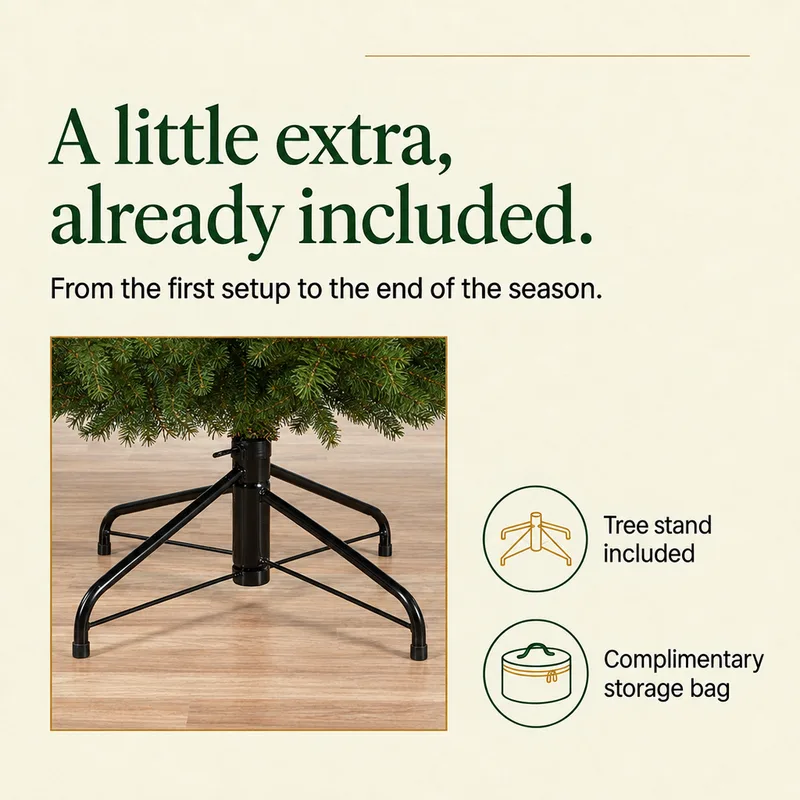 A little extra,
already included.
From the first setup to the end of the season.
Tree stand
included
Complimentary
storage bag